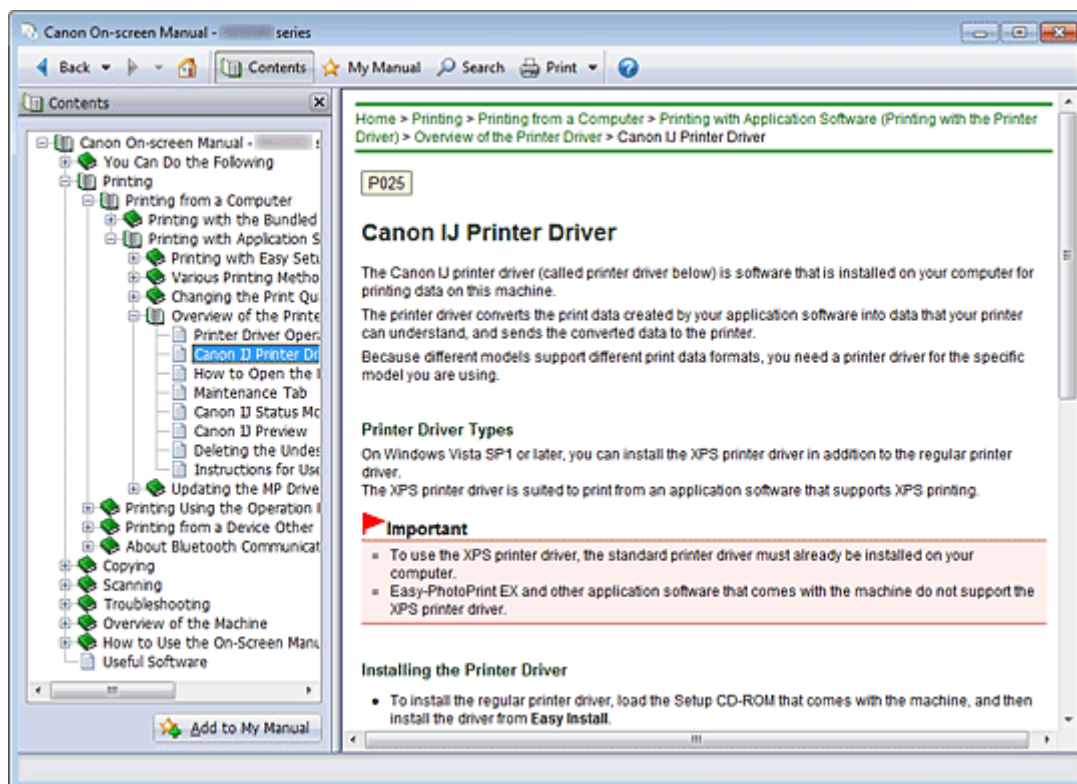 Canon On-screen Manual - series
Back Contents My Manual Search Print
Contents
Canon On-screen Manual -
You Can Do the Following
Printing
Printing from a Computer
Printing with the Bundled
Printing with Application S
Printing with Easy Setu
Various Printing Metho
Changing the Print Qu
Overview of the Printe
Printer Driver Oper
Canon IJ Printer Dr
How to Open the
Maintenance Tab
Canon IJ Status Mo
Canon IJ Preview
Deleting the Undes
Instructions for Use
Updating the MP Drive
Printing Using the Operation
Printing from a Device Other
About Bluetooth Communicat
Copying
Scanning
Troubleshooting
Overview of the Machine
How to Use the On-Screen Manu
Useful Software
Add to My Manual
Home > Printing > Printing from a Computer > Printing with Application Software (Printing with the Printer
Driver) > Overview of the Printer Driver > Canon IJ Printer Driver
P025
Canon IJ Printer Driver
The Canon IJ printer driver (called printer driver below) is software that is installed on your computer for
printing data on this machine.
The printer driver converts the print data created by your application software into data that your printer
can understand, and sends the converted data to the printer.
Because different models support different print data formats, you need a printer driver for the specific
model you are using.
Printer Driver Types
On Windows Vista SP1 or later, you can install the XPS printer driver in addition to the regular printer
driver.
The XPS printer driver is suited to print from an application software that supports XPS printing.
Important
To use the XPS printer driver, the standard printer driver must already be installed on your
computer.
Easy-PhotoPrint EX and other application software that comes with the machine do not support the
XPS printer driver.
Installing the Printer Driver
To install the regular printer driver, load the Setup CD-ROM that comes with the machine, and then
install the driver from Easy Install.